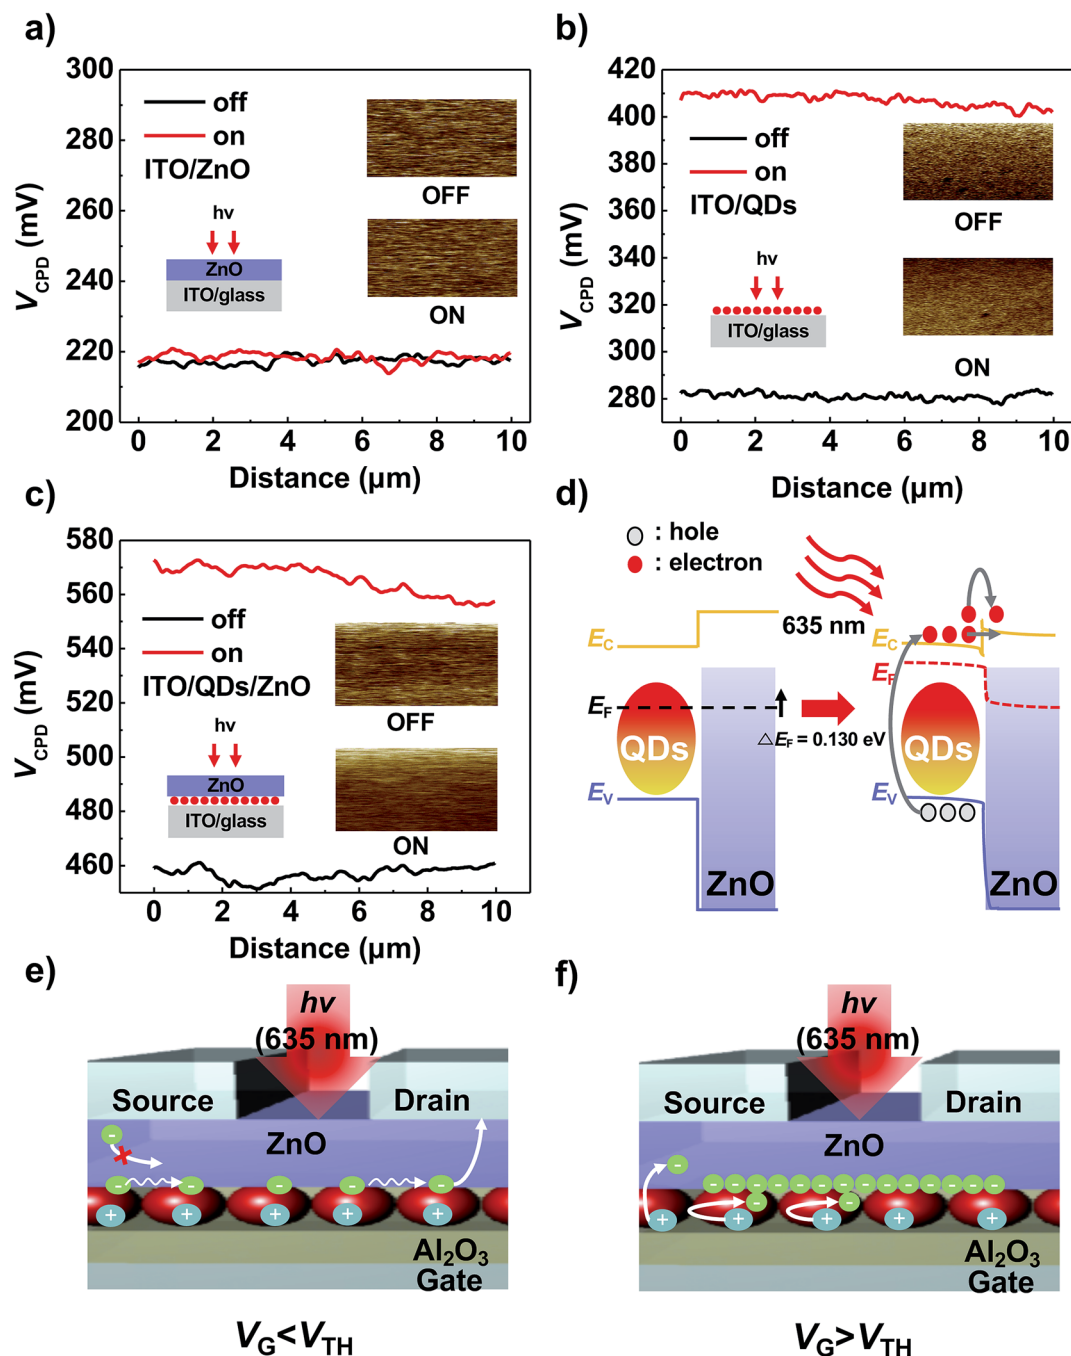 a)
300
280
260
240
220
200
V_CPD (mV)
off
on
ITO/ZnO
hν
ZnO
ITO/glass
OFF
ON
0 2 4 6 8 10
Distance (μm)
b)
420
400
380
360
340
320
300
280
V_CPD (mV)
off
on
ITO/QDs
hν
ITO/glass
OFF
ON
0 2 4 6 8 10
Distance (μm)
c)
580
560
540
520
500
480
460
V_CPD (mV)
off
on
ITO/QDs/ZnO
hν
ZnO
ITO/glass
OFF
ON
0 2 4 6 8 10
Distance (μm)
d)
: hole
: electron
635 nm
E_C
E_F
QDs
△E_F = 0.130 eV
E_V
ZnO
E_C
E_F
QDs
E_V
ZnO
e)
hν
(635 nm)
Source
Drain
ZnO
- - - - - -
+ + + + +
Al₂O₃
Gate
V_G<V_TH
f)
hν
(635 nm)
Source
Drain
ZnO
-
- - - - - - - - - - - - -
- -
+ + + + +
Al₂O₃
Gate
V_G>V_TH